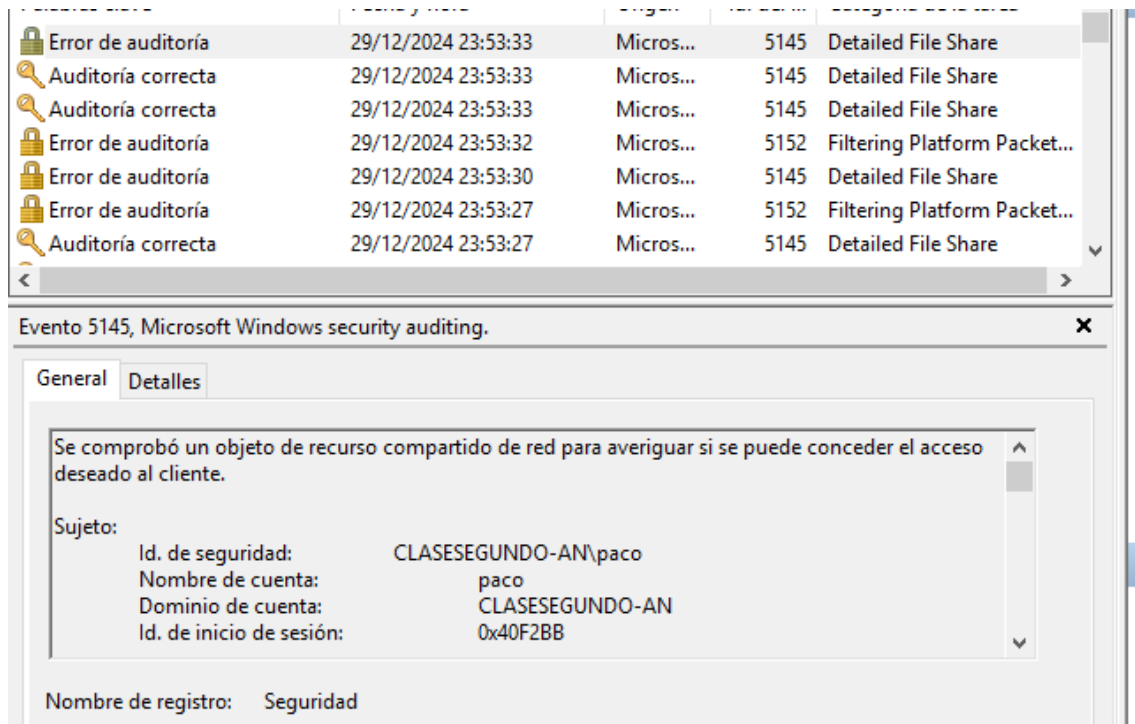 Error de auditoría 29/12/2024 23:53:33 Micros... 5145 Detailed File Share
Auditoría correcta 29/12/2024 23:53:33 Micros... 5145 Detailed File Share
Auditoría correcta 29/12/2024 23:53:33 Micros... 5145 Detailed File Share
Error de auditoría 29/12/2024 23:53:32 Micros... 5152 Filtering Platform Packet...
Error de auditoría 29/12/2024 23:53:30 Micros... 5145 Detailed File Share
Error de auditoría 29/12/2024 23:53:27 Micros... 5152 Filtering Platform Packet...
Auditoría correcta 29/12/2024 23:53:27 Micros... 5145 Detailed File Share
Evento 5145, Microsoft Windows security auditing.
General Detalles
Se comprobó un objeto de recurso compartido de red para averiguar si se puede conceder el acceso
deseado al cliente.
Sujeto:
Id. de seguridad: CLASESEGUNDO-AN\paco
Nombre de cuenta: paco
Dominio de cuenta: CLASESEGUNDO-AN
Id. de inicio de sesión: 0x40F2BB
Nombre de registro: Seguridad